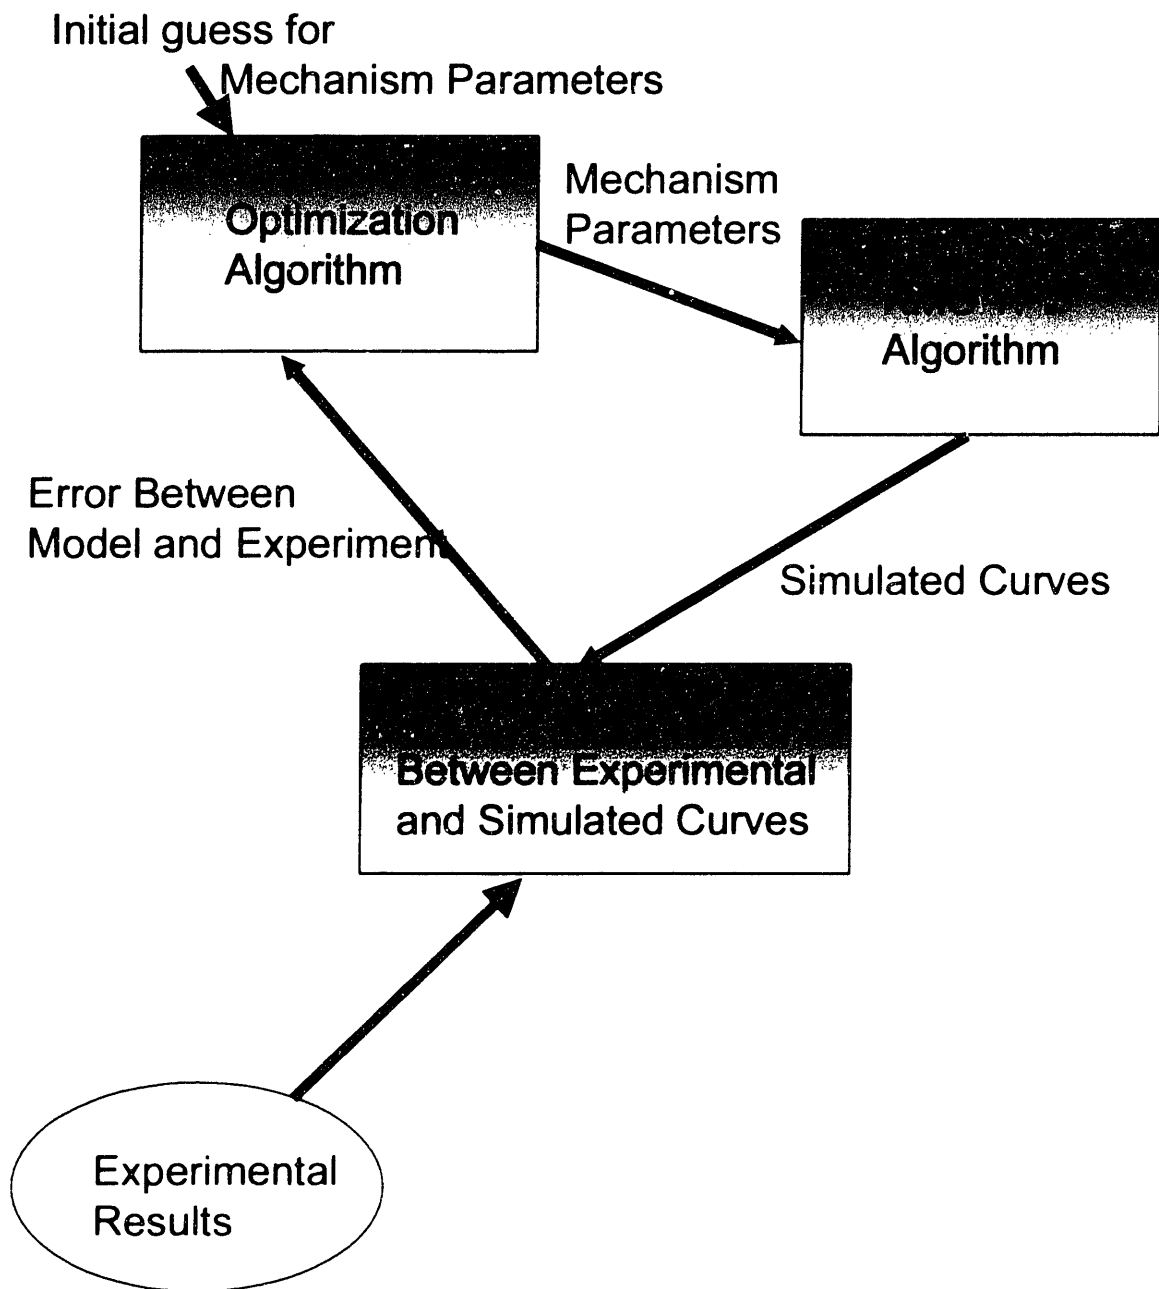 Initial guess for
Mechanism Parameters
Optimization
Algorithm
Mechanism
Parameters
Algorithm
Error Between
Model and Experiment
Simulated Curves
Between Experimental
and Simulated Curves
Experimental
Results